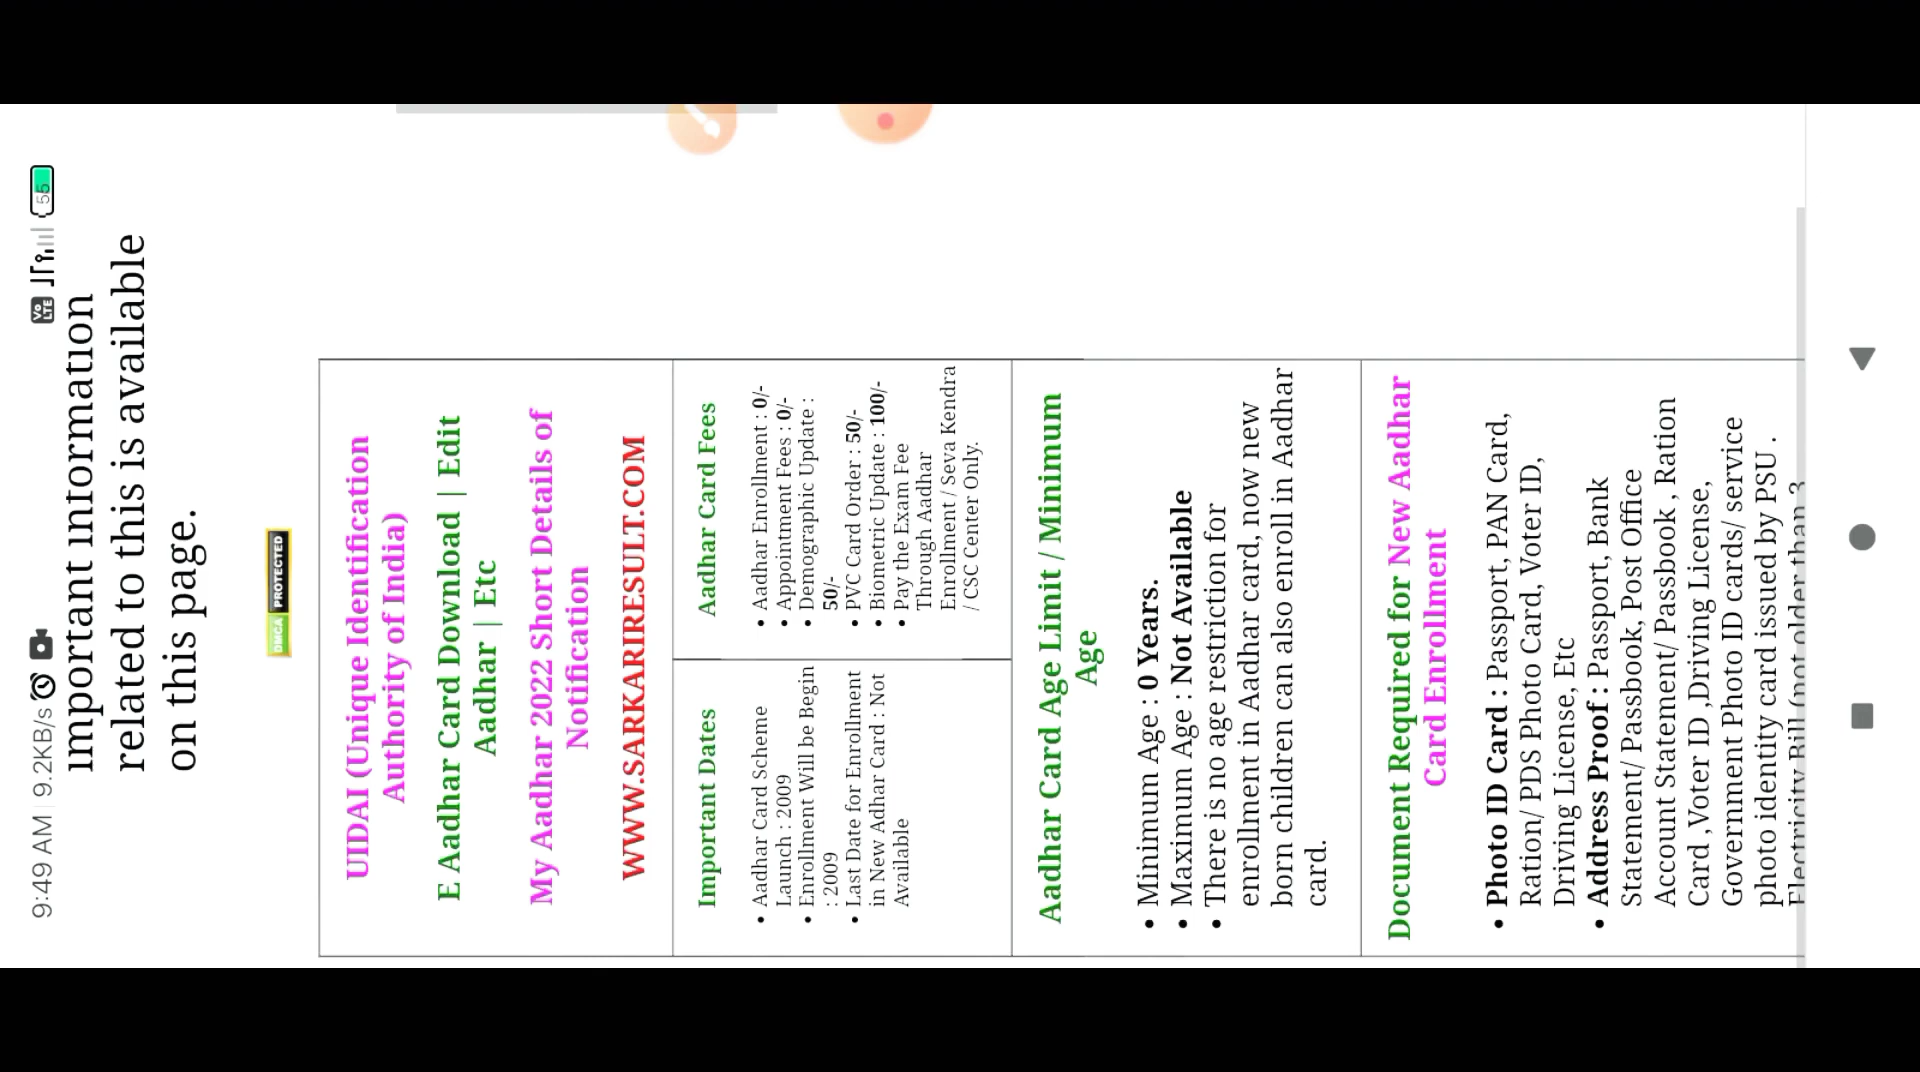 9:49 AM | 9.2KB/s
Vo
LTE
55
important information
related to this is available
on this page.
DMCA PROTECTED
UIDAI (Unique Identification
Authority of India)
E Aadhar Card Download | Edit
Aadhar | Etc
My Aadhar 2022 Short Details of
Notification
WWW.SARKARIRESULT.COM
Important Dates
• Aadhar Card Scheme
Launch : 2009
• Enrollment Will be Begin
: 2009
• Last Date for Enrollment
in New Adhar Card : Not
Available
Aadhar Card Fees
• Aadhar Enrollment : 0/-
• Appointment Fees : 0/-
• Demographic Update :
50/-
• PVC Card Order : 50/-
• Biometric Update : 100/-
• Pay the Exam Fee
Through Aadhar
Enrollment / Seva Kendra
/ CSC Center Only.
Aadhar Card Age Limit / Minimum
Age
• Minimum Age : 0 Years.
• Maximum Age : Not Available
• There is no age restriction for
enrollment in Aadhar card, now new
born children can also enroll in Aadhar
card.
Document Required for New Aadhar
Card Enrollment
• Photo ID Card : Passport, PAN Card,
Ration/ PDS Photo Card, Voter ID,
Driving License, Etc
• Address Proof : Passport, Bank
Statement/ Passbook, Post Office
Account Statement/ Passbook , Ration
Card ,Voter ID ,Driving License,
Government Photo ID cards/ service
photo identity card issued by PSU .
Electricity Bill (not older than 3